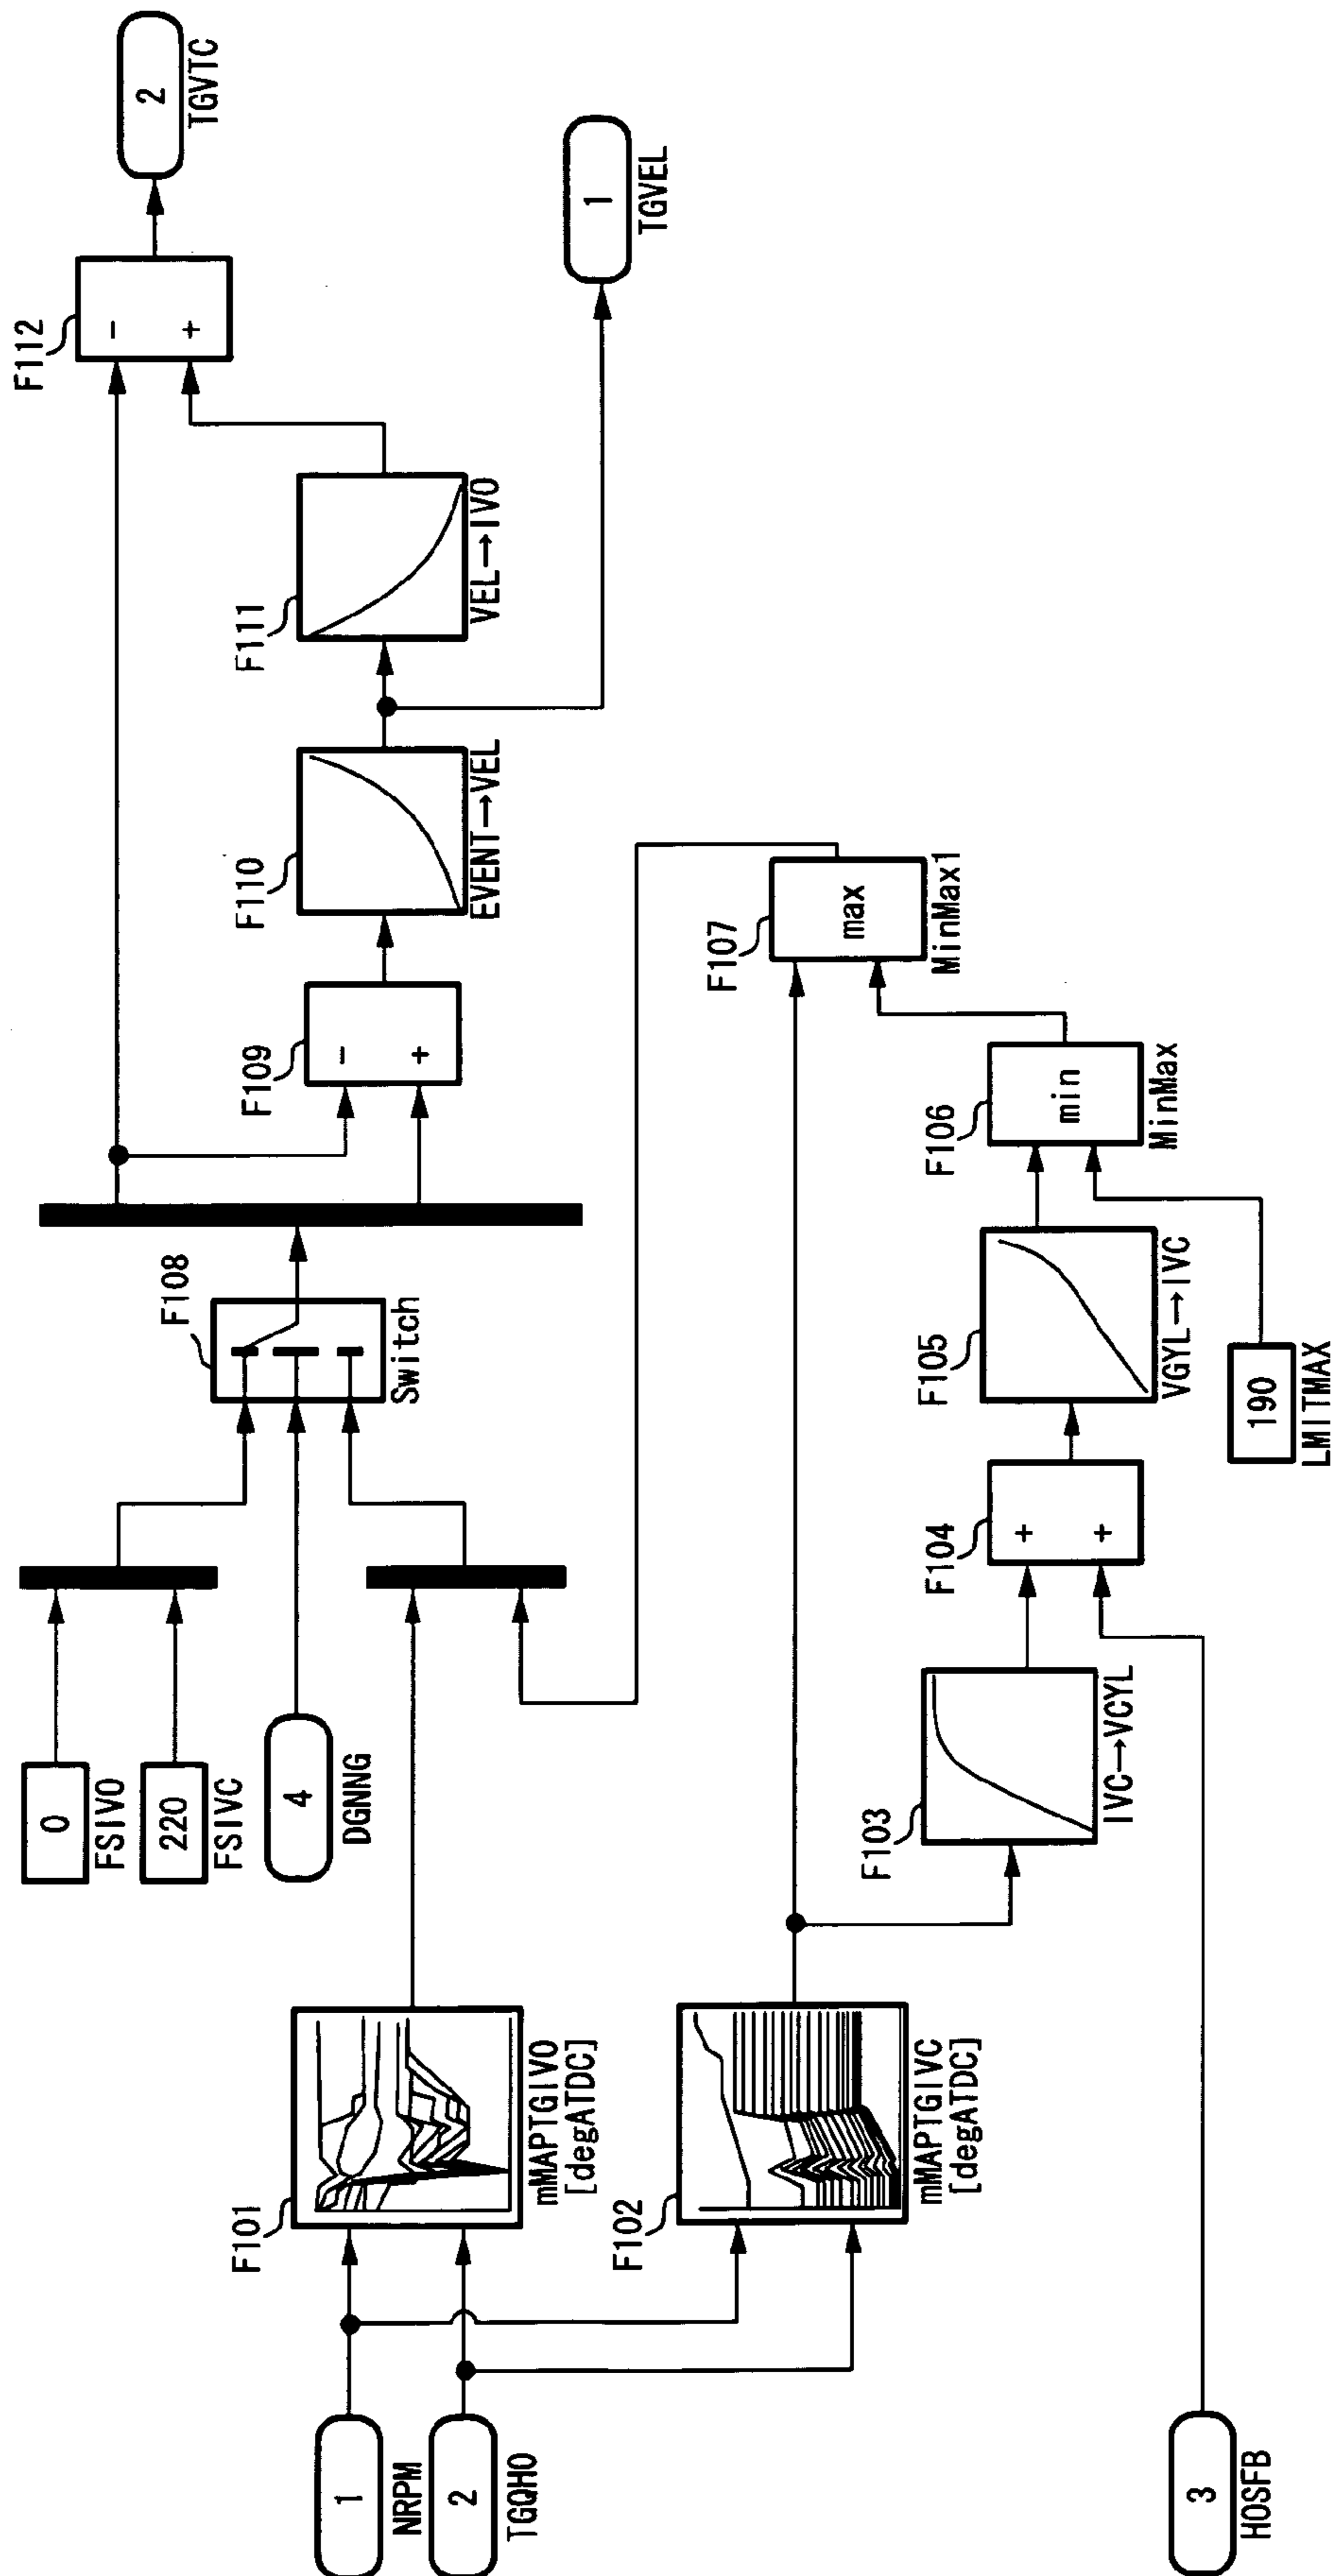 1
NRPM
2
TGQH0
3
HOSFB
F101
mMAPTGIVO
[degATDC]
F102
mMAPTGIVC
[degATDC]
0
FSIVO
220
FSIVC
4
DGNNG
F103
IVC→VCYL
F104
+
+
F105
VGYL→IVC
190
LMITMAX
F106
min
MinMax
F107
max
MinMax1
F108
Switch
F109
-
+
F110
EVENT→VEL
F111
VEL→IVO
F112
-
+
2
TGVTC
1
TGVEL